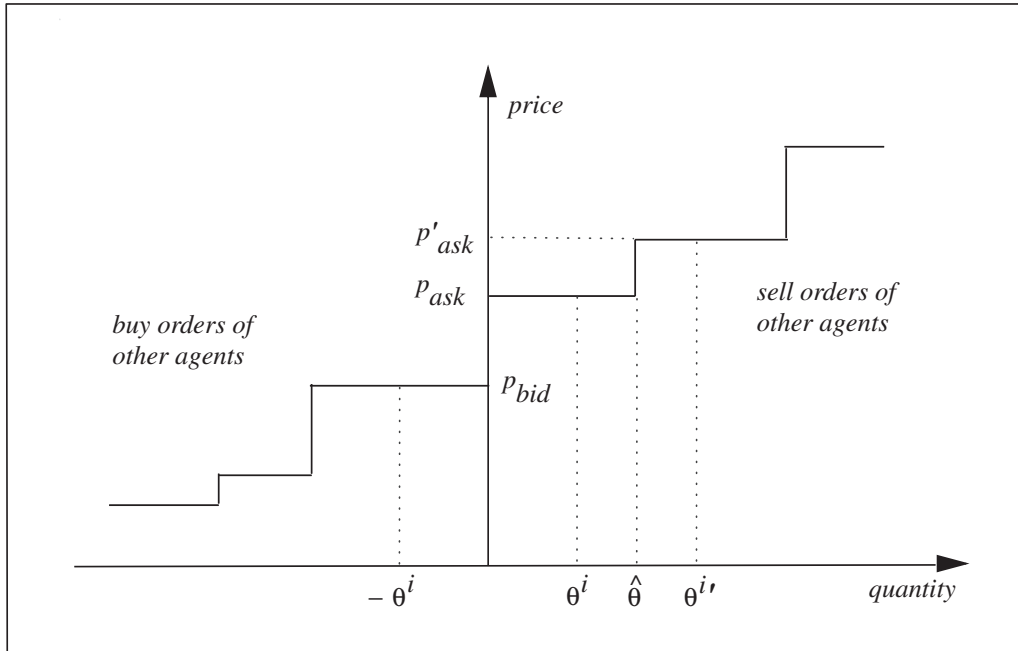 price
p'ask
pask
sell orders of
other agents
buy orders of
other agents
pbid
− θi
θi
θ̂
θi'
quantity